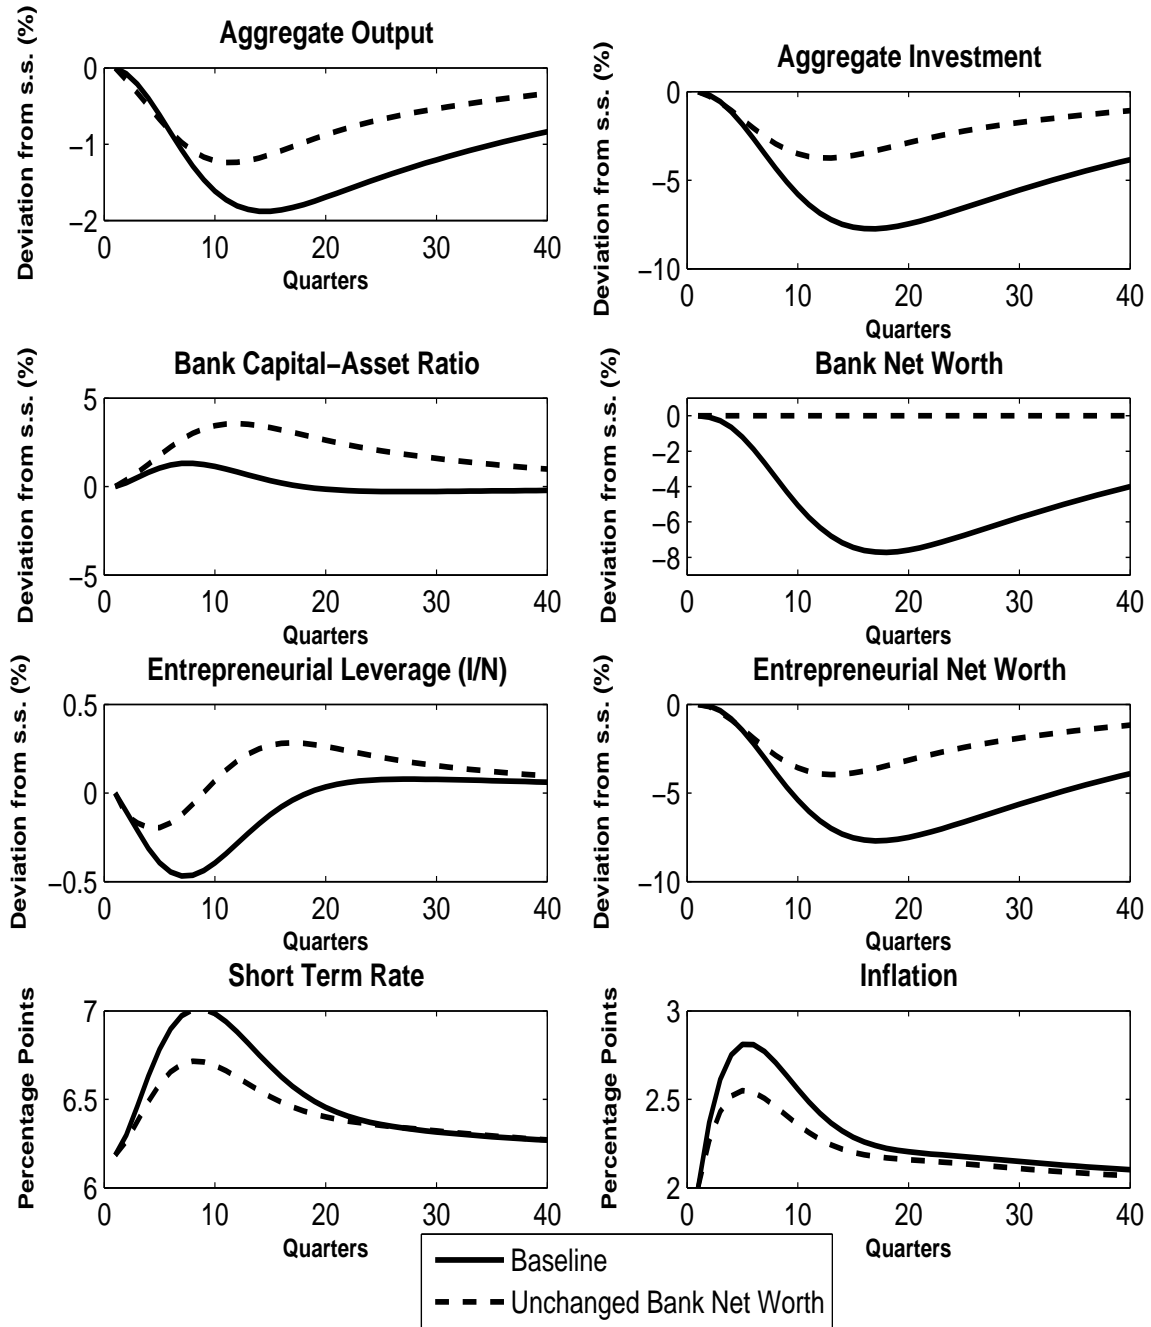 Aggregate Output
Deviation from s.s. (%)
0
−1
−2
0 10 20 30 40
Quarters
Aggregate Investment
Deviation from s.s. (%)
0
−5
−10
0 10 20 30 40
Quarters
Bank Capital−Asset Ratio
Deviation from s.s. (%)
5
0
−5
0 10 20 30 40
Quarters
Bank Net Worth
Deviation from s.s. (%)
0
−2
−4
−6
−8
0 10 20 30 40
Quarters
Entrepreneurial Leverage (I/N)
Deviation from s.s. (%)
0.5
0
−0.5
0 10 20 30 40
Quarters
Entrepreneurial Net Worth
Deviation from s.s. (%)
0
−5
−10
0 10 20 30 40
Quarters
Short Term Rate
Percentage Points
7
6.5
6
0 10 20 30 40
Quarters
Inflation
Percentage Points
3
2.5
2
0 10 20 30 40
Quarters
Baseline
Unchanged Bank Net Worth